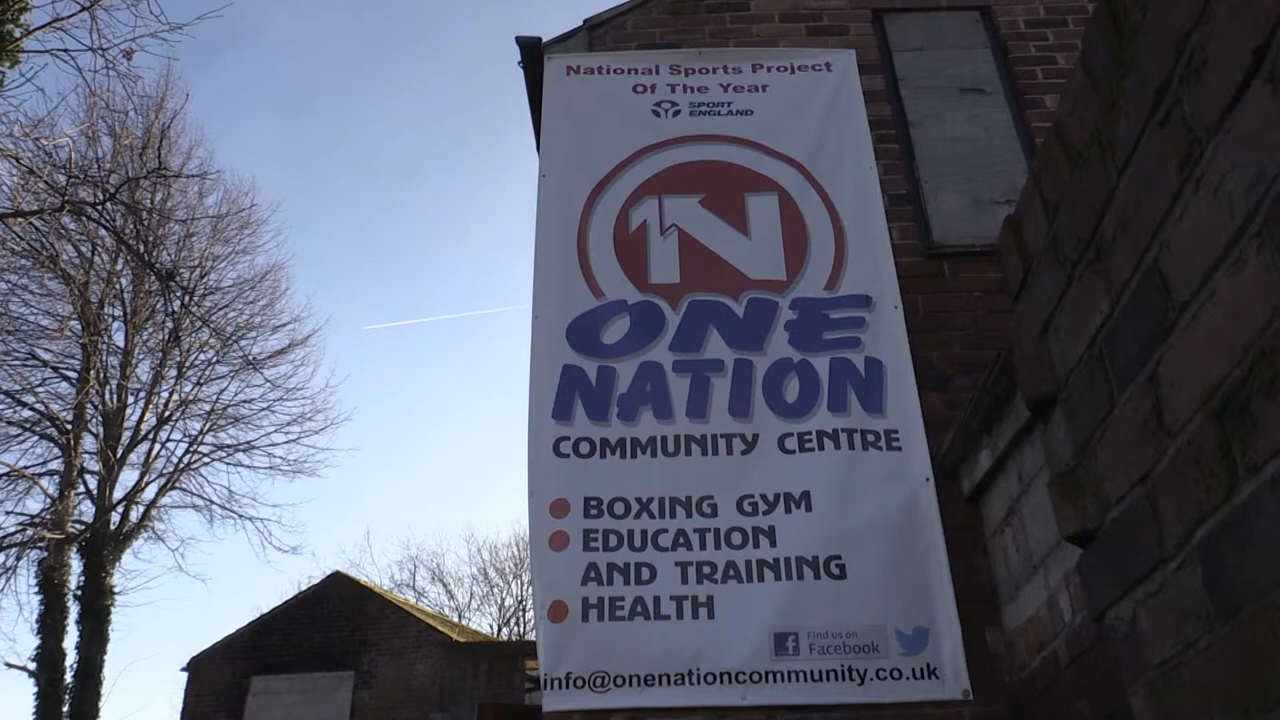 National Sports Project
Of The Year
SPORT
ENGLAND
1N
ONE
NATION
COMMUNITY CENTRE
BOXING GYM
EDUCATION
AND TRAINING
HEALTH
Find us on
Facebook
info@onenationcommunity.co.uk